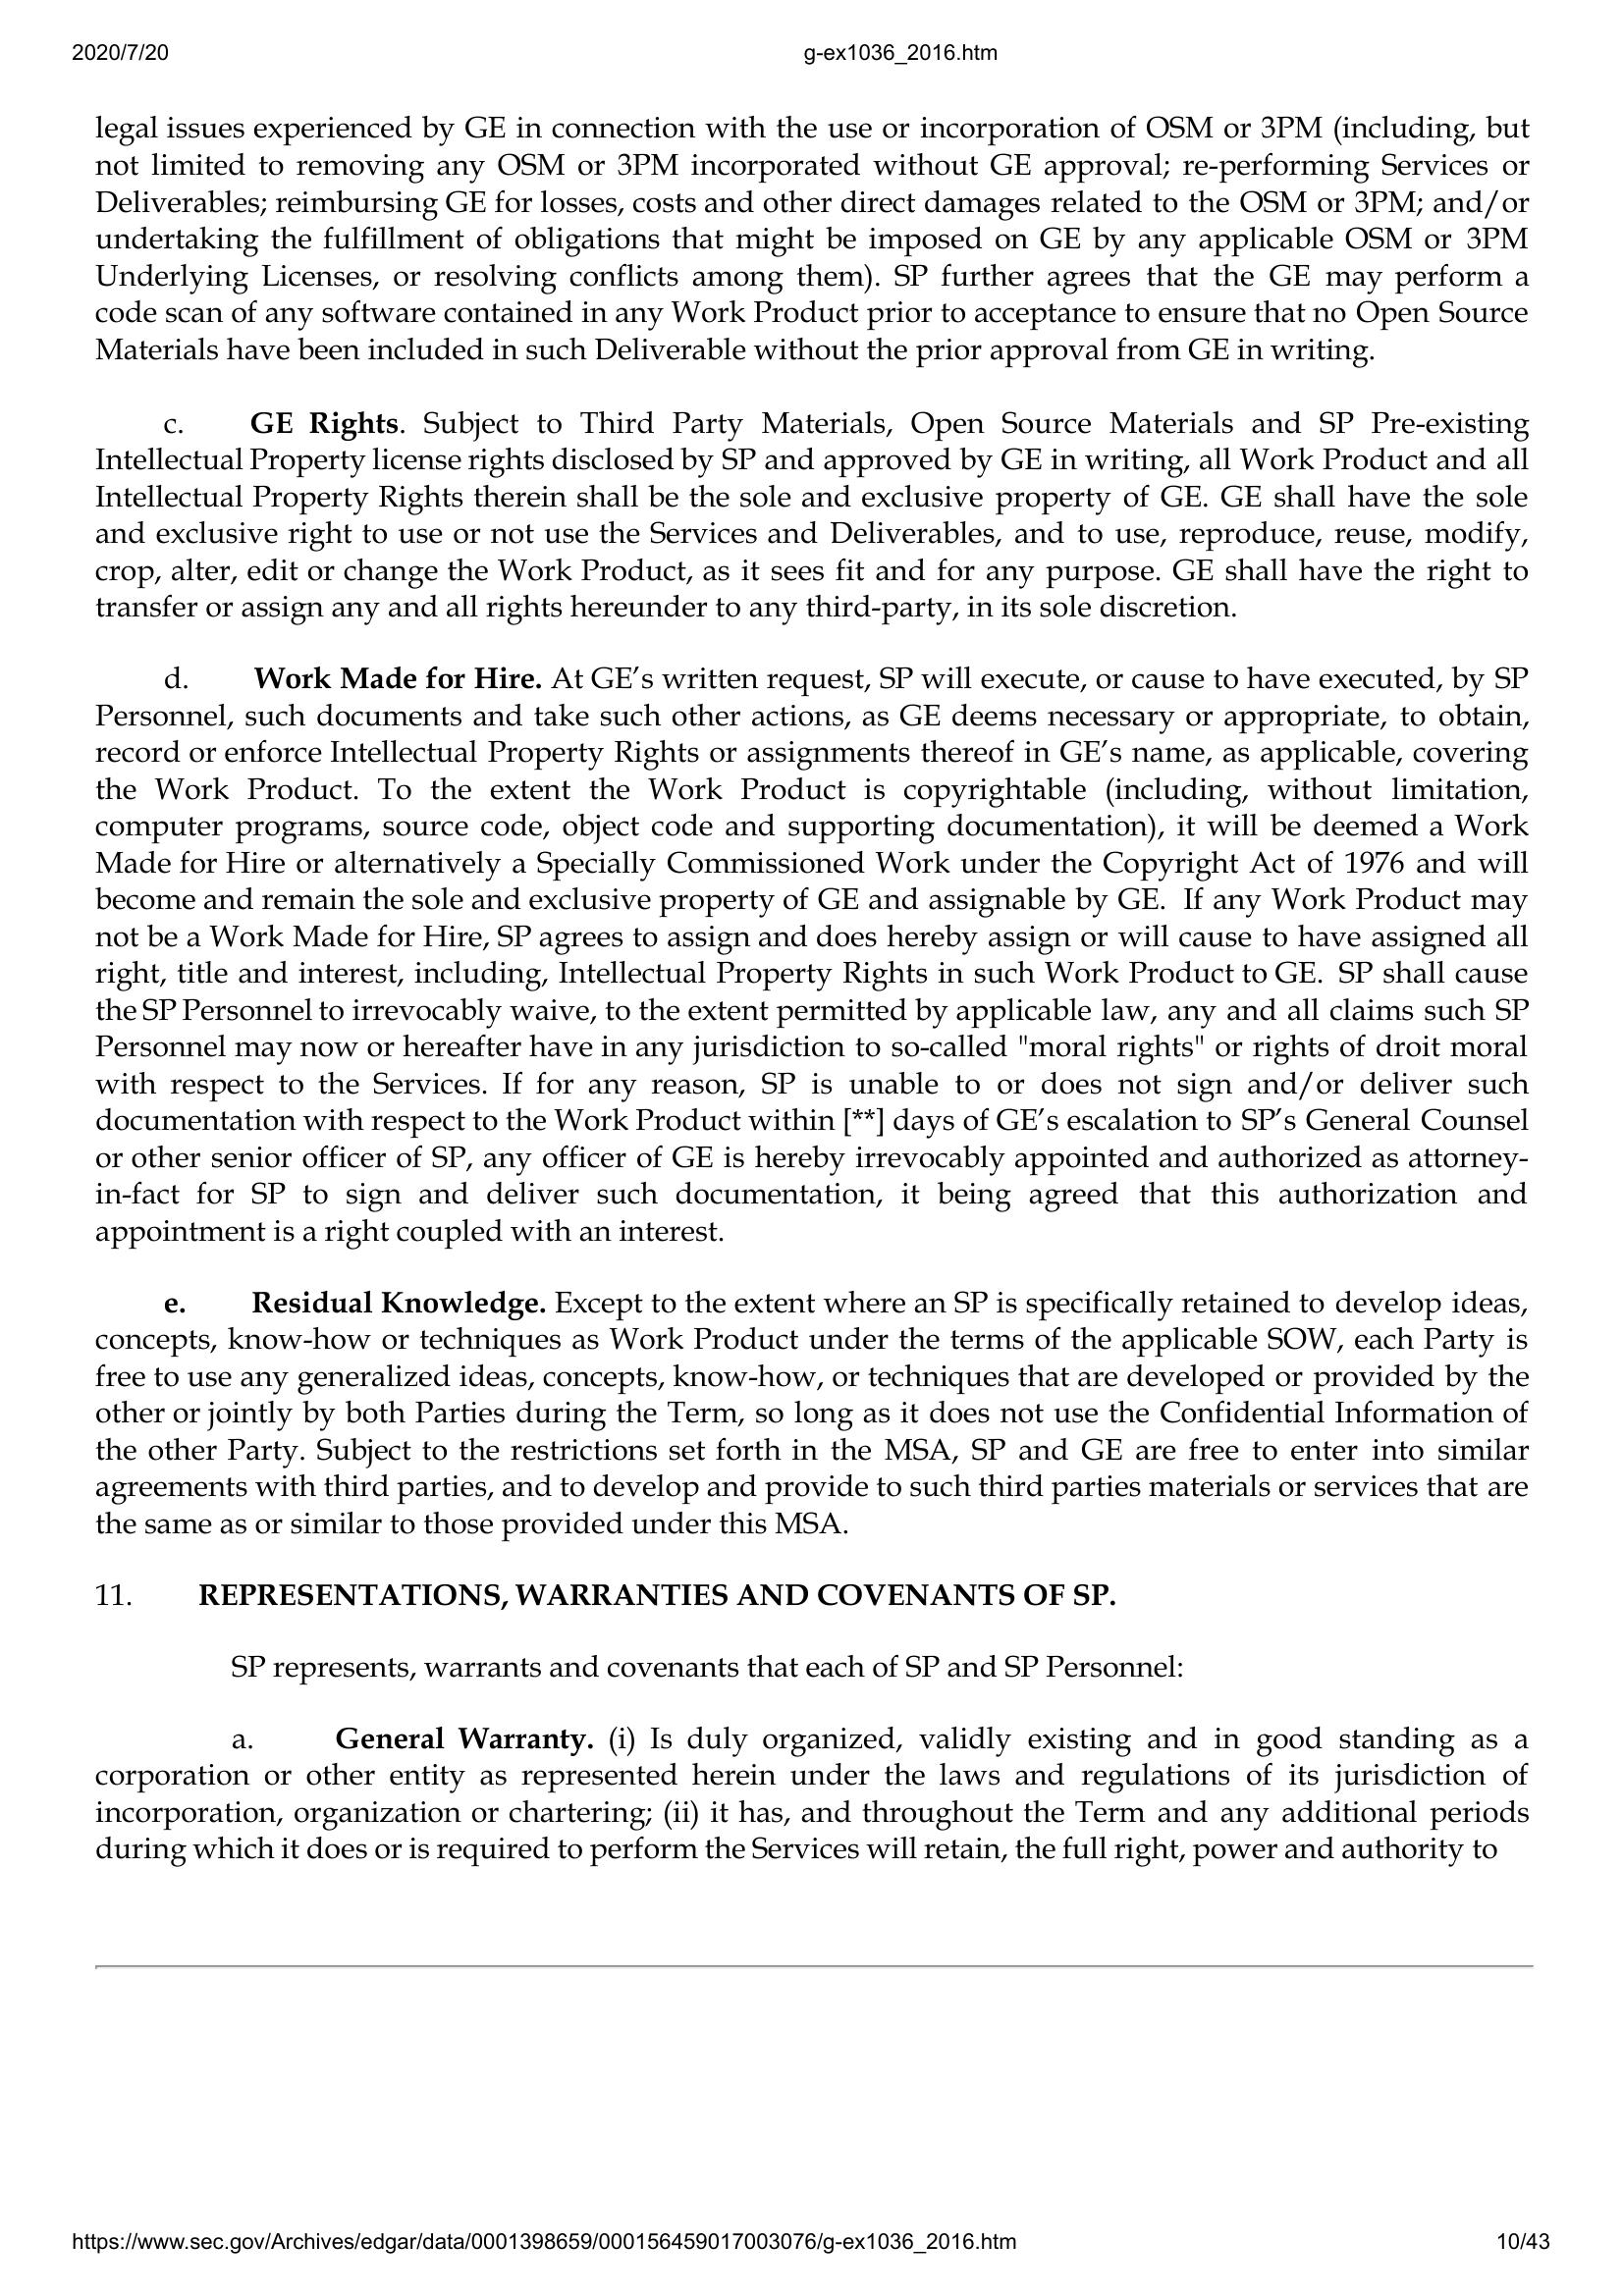 2020/7/20 g-ex1036_2016.htm
legal issues experienced by GE in connection with the use or incorporation of OSM or 3PM (including, but
not limited to removing any OSM or 3PM incorporated without GE approval; re-performing Services or
Deliverables; reimbursing GE for losses, costs and other direct damages related to the OSM or 3PM; and/or
undertaking the fulfillment of obligations that might be imposed on GE by any applicable OSM or 3PM
Underlying Licenses, or resolving conflicts among them). SP further agrees that the GE may perform a
code scan of any software contained in any Work Product prior to acceptance to ensure that no Open Source
Materials have been included in such Deliverable without the prior approval from GE in writing.
c. GE Rights. Subject to Third Party Materials, Open Source Materials and SP Pre-existing
Intellectual Property license rights disclosed by SP and approved by GE in writing, all Work Product and all
Intellectual Property Rights therein shall be the sole and exclusive property of GE. GE shall have the sole
and exclusive right to use or not use the Services and Deliverables, and to use, reproduce, reuse, modify,
crop, alter, edit or change the Work Product, as it sees fit and for any purpose. GE shall have the right to
transfer or assign any and all rights hereunder to any third-party, in its sole discretion.
d. Work Made for Hire. At GE’s written request, SP will execute, or cause to have executed, by SP
Personnel, such documents and take such other actions, as GE deems necessary or appropriate, to obtain,
record or enforce Intellectual Property Rights or assignments thereof in GE’s name, as applicable, covering
the Work Product. To the extent the Work Product is copyrightable (including, without limitation,
computer programs, source code, object code and supporting documentation), it will be deemed a Work
Made for Hire or alternatively a Specially Commissioned Work under the Copyright Act of 1976 and will
become and remain the sole and exclusive property of GE and assignable by GE. If any Work Product may
not be a Work Made for Hire, SP agrees to assign and does hereby assign or will cause to have assigned all
right, title and interest, including, Intellectual Property Rights in such Work Product to GE. SP shall cause
the SP Personnel to irrevocably waive, to the extent permitted by applicable law, any and all claims such SP
Personnel may now or hereafter have in any jurisdiction to so-called "moral rights" or rights of droit moral
with respect to the Services. If for any reason, SP is unable to or does not sign and/or deliver such
documentation with respect to the Work Product within [**] days of GE’s escalation to SP’s General Counsel
or other senior officer of SP, any officer of GE is hereby irrevocably appointed and authorized as attorney-
in-fact for SP to sign and deliver such documentation, it being agreed that this authorization and
appointment is a right coupled with an interest.
e. Residual Knowledge. Except to the extent where an SP is specifically retained to develop ideas,
concepts, know-how or techniques as Work Product under the terms of the applicable SOW, each Party is
free to use any generalized ideas, concepts, know-how, or techniques that are developed or provided by the
other or jointly by both Parties during the Term, so long as it does not use the Confidential Information of
the other Party. Subject to the restrictions set forth in the MSA, SP and GE are free to enter into similar
agreements with third parties, and to develop and provide to such third parties materials or services that are
the same as or similar to those provided under this MSA.
11. REPRESENTATIONS, WARRANTIES AND COVENANTS OF SP.
SP represents, warrants and covenants that each of SP and SP Personnel:
a. General Warranty. (i) Is duly organized, validly existing and in good standing as a
corporation or other entity as represented herein under the laws and regulations of its jurisdiction of
incorporation, organization or chartering; (ii) it has, and throughout the Term and any additional periods
during which it does or is required to perform the Services will retain, the full right, power and authority to
https://www.sec.gov/Archives/edgar/data/0001398659/000156459017003076/g-ex1036_2016.htm 10/43